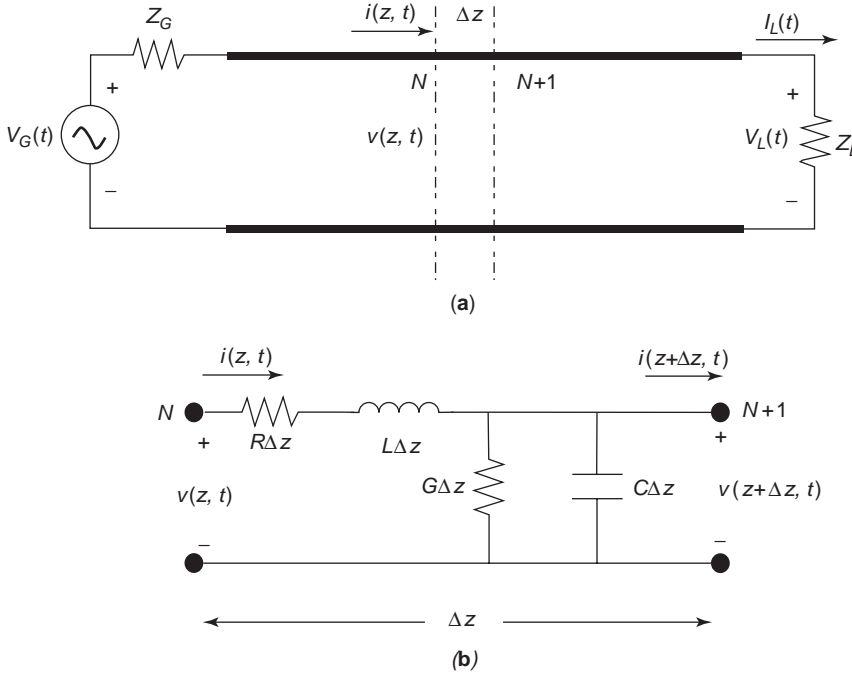 i(z, t)
Δz
I_L(t)
Z_G
N
N+1
+
+
V_G(t)
v(z, t)
V_L(t)
Z_L
–
–
(a)
i(z, t)
i(z+Δz, t)
N
N+1
+
RΔz
LΔz
+
v(z, t)
GΔz
CΔz
v(z+Δz, t)
–
–
Δz
(b)